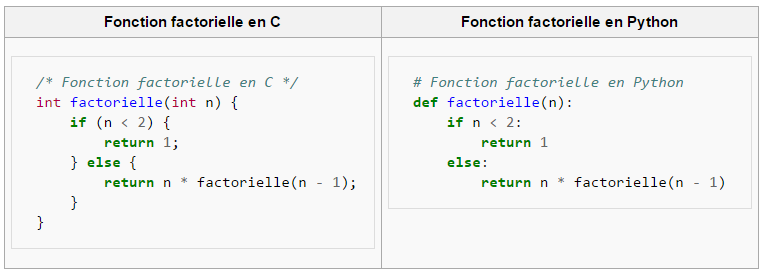 Fonction factorielle en C
/* Fonction factorielle en C */
int factorielle(int n) {
    if (n < 2) {
        return 1;
    } else {
        return n * factorielle(n - 1);
    }
}
Fonction factorielle en Python
# Fonction factorielle en Python
def factorielle(n):
    if n < 2:
        return 1
    else:
        return n * factorielle(n - 1)